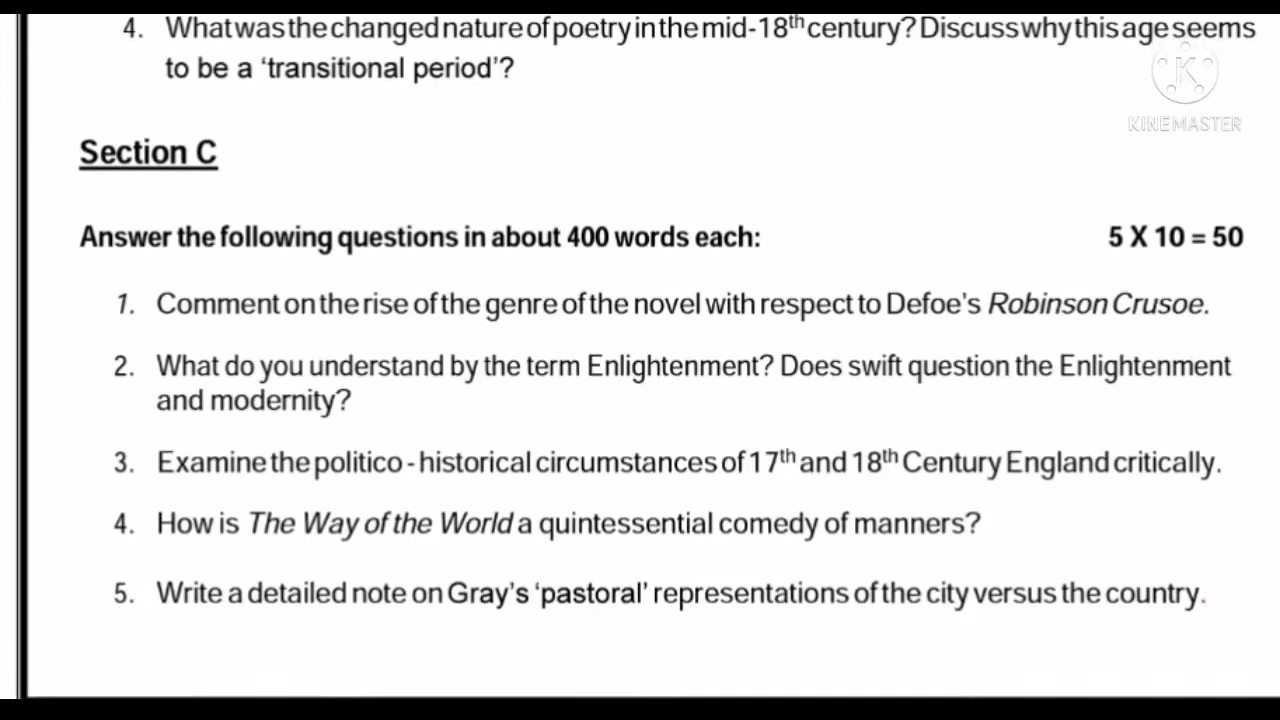 4. What was the changed nature of poetry in the mid-18th century? Discuss why this age seems
to be a ‘transitional period’?
KINEMASTER
Section C
Answer the following questions in about 400 words each: 5 X 10 = 50
1. Comment on the rise of the genre of the novel with respect to Defoe's Robinson Crusoe.
2. What do you understand by the term Enlightenment? Does swift question the Enlightenment
and modernity?
3. Examine the politico - historical circumstances of 17th and 18th Century England critically.
4. How is The Way of the World a quintessential comedy of manners?
5. Write a detailed note on Gray's ‘pastoral’ representations of the city versus the country.